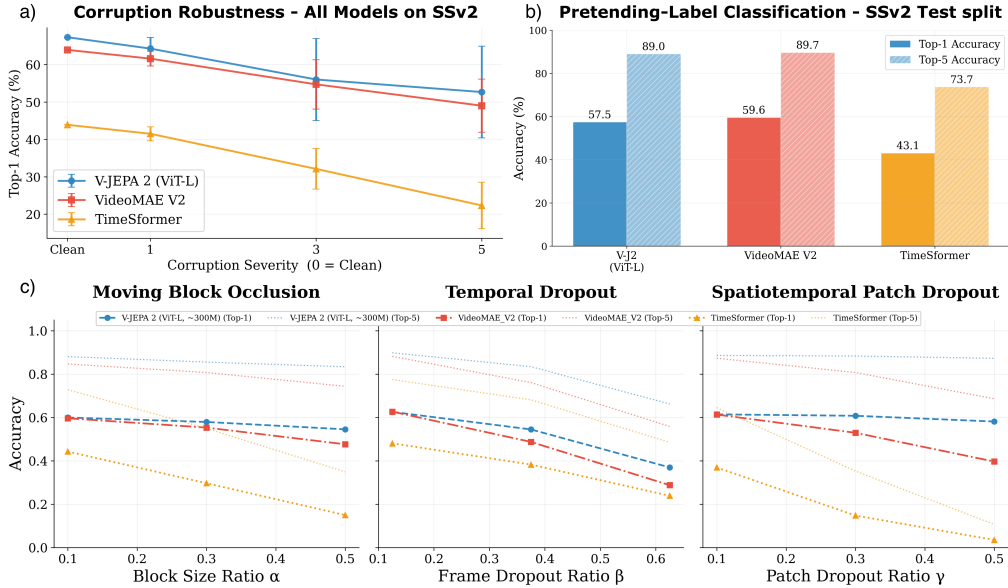 a)
Corruption Robustness - All Models on SSv2
Top-1 Accuracy (%)
60
50
40
30
20
V-JEPA 2 (ViT-L)
VideoMAE V2
TimeSformer
Clean
1
3
5
Corruption Severity (0 = Clean)
b)
Pretending-Label Classification - SSv2 Test split
Accuracy (%)
100
80
60
40
20
0
Top-1 Accuracy
Top-5 Accuracy
57.5
89.0
59.6
89.7
43.1
73.7
V-J2
(ViT-L)
VideoMAE V2
TimeSformer
c)
Moving Block Occlusion
Temporal Dropout
Spatiotemporal Patch Dropout
V-JEPA 2 (ViT-L, ~300M) (Top-1)
V-JEPA 2 (ViT-L, ~300M) (Top-5)
VideoMAE_V2 (Top-1)
VideoMAE_V2 (Top-5)
TimeSformer (Top-1)
TimeSformer (Top-5)
Accuracy
1.0
0.8
0.6
0.4
0.2
0.0
0.1
0.2
0.3
0.4
0.5
Block Size Ratio α
0.1
0.2
0.3
0.4
0.5
0.6
Frame Dropout Ratio β
0.1
0.2
0.3
0.4
0.5
Patch Dropout Ratio γ